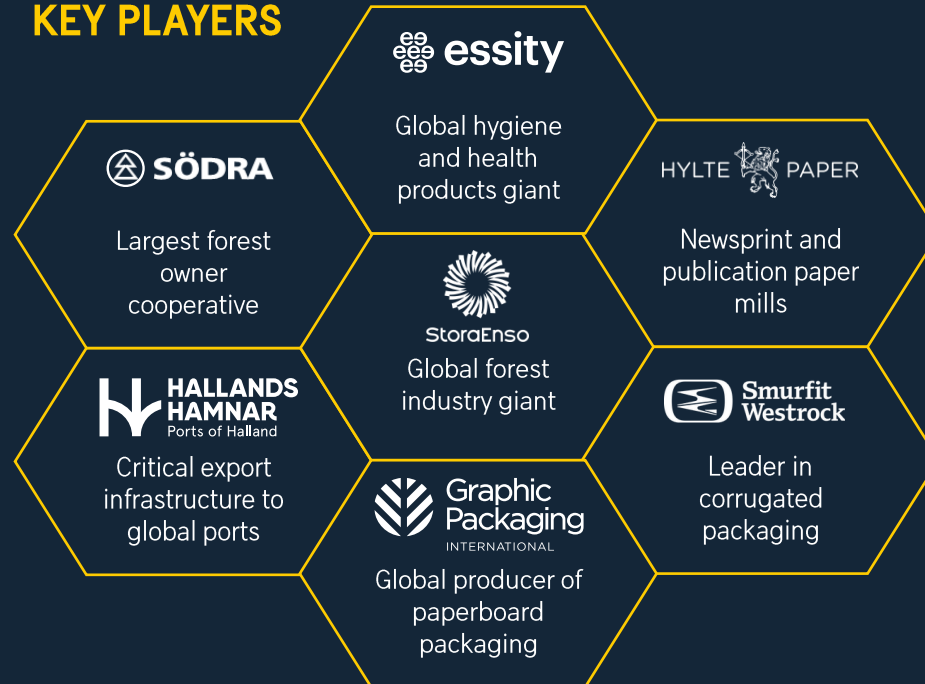 KEY PLAYERS
essity
Global hygiene
and health
products giant
SÖDRA
Largest forest
owner
cooperative
HYLTE PAPER
Newsprint and
publication paper
mills
StoraEnso
Global forest
industry giant
HALLANDS
HAMNAR
Ports of Halland
Critical export
infrastructure to
global ports
Smurfit
Westrock
Leader in
corrugated
packaging
Graphic
Packaging
INTERNATIONAL
Global producer of
paperboard
packaging